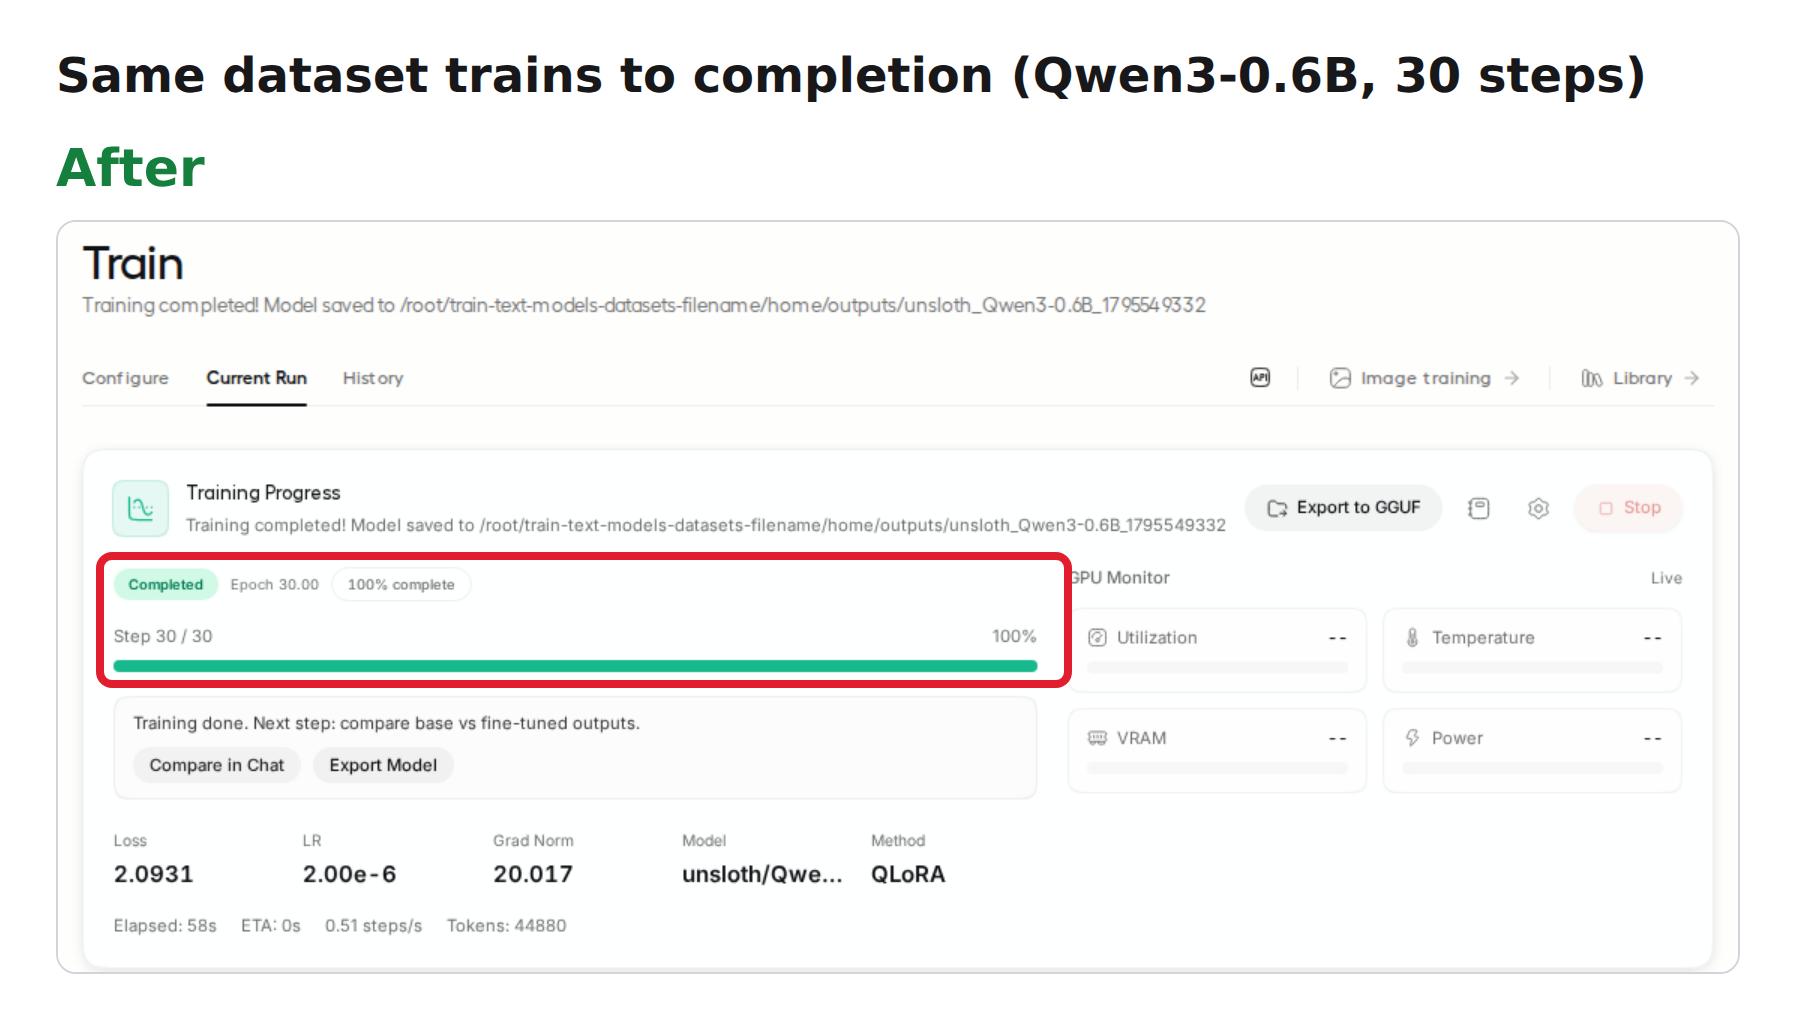 Same dataset trains to completion (Qwen3-0.6B, 30 steps)
After
Train
Training completed! Model saved to /root/train-text-models-datasets-filename/home/outputs/unsloth_Qwen3-0.6B_1795549332
Configure Current Run History API Image training Library
Training Progress
Training completed! Model saved to /root/train-text-models-datasets-filename/home/outputs/unsloth_Qwen3-0.6B_1795549332
Export to GGUF Stop
Completed Epoch 30.00 100% complete
GPU Monitor Live
Step 30 / 30 100%
Utilization -- Temperature --
Training done. Next step: compare base vs fine-tuned outputs.
Compare in Chat Export Model
VRAM -- Power --
Loss LR Grad Norm Model Method
2.0931 2.00e-6 20.017 unsloth/Qwe... QLoRA
Elapsed: 58s ETA: 0s 0.51 steps/s Tokens: 44880